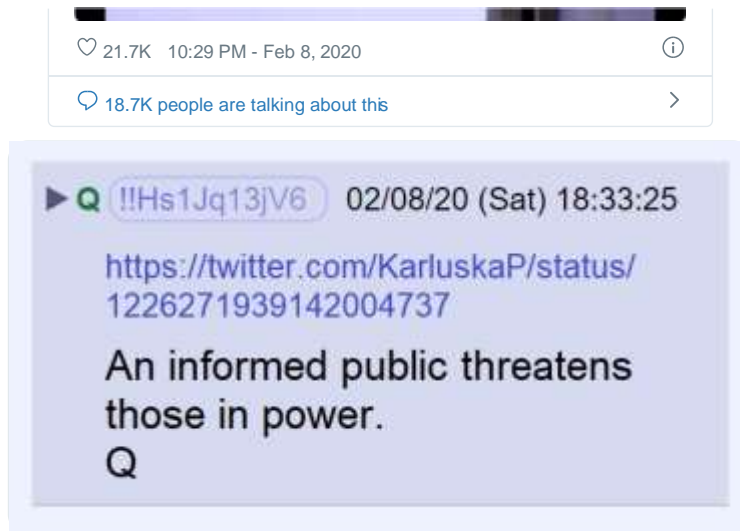 21.7K 10:29 PM - Feb 8, 2020
18.7K people are talking about this
Q !!Hs1Jq13jV6 02/08/20 (Sat) 18:33:25
https://twitter.com/KarluskaP/status/
1226271939142004737
An informed public threatens
those in power.
Q